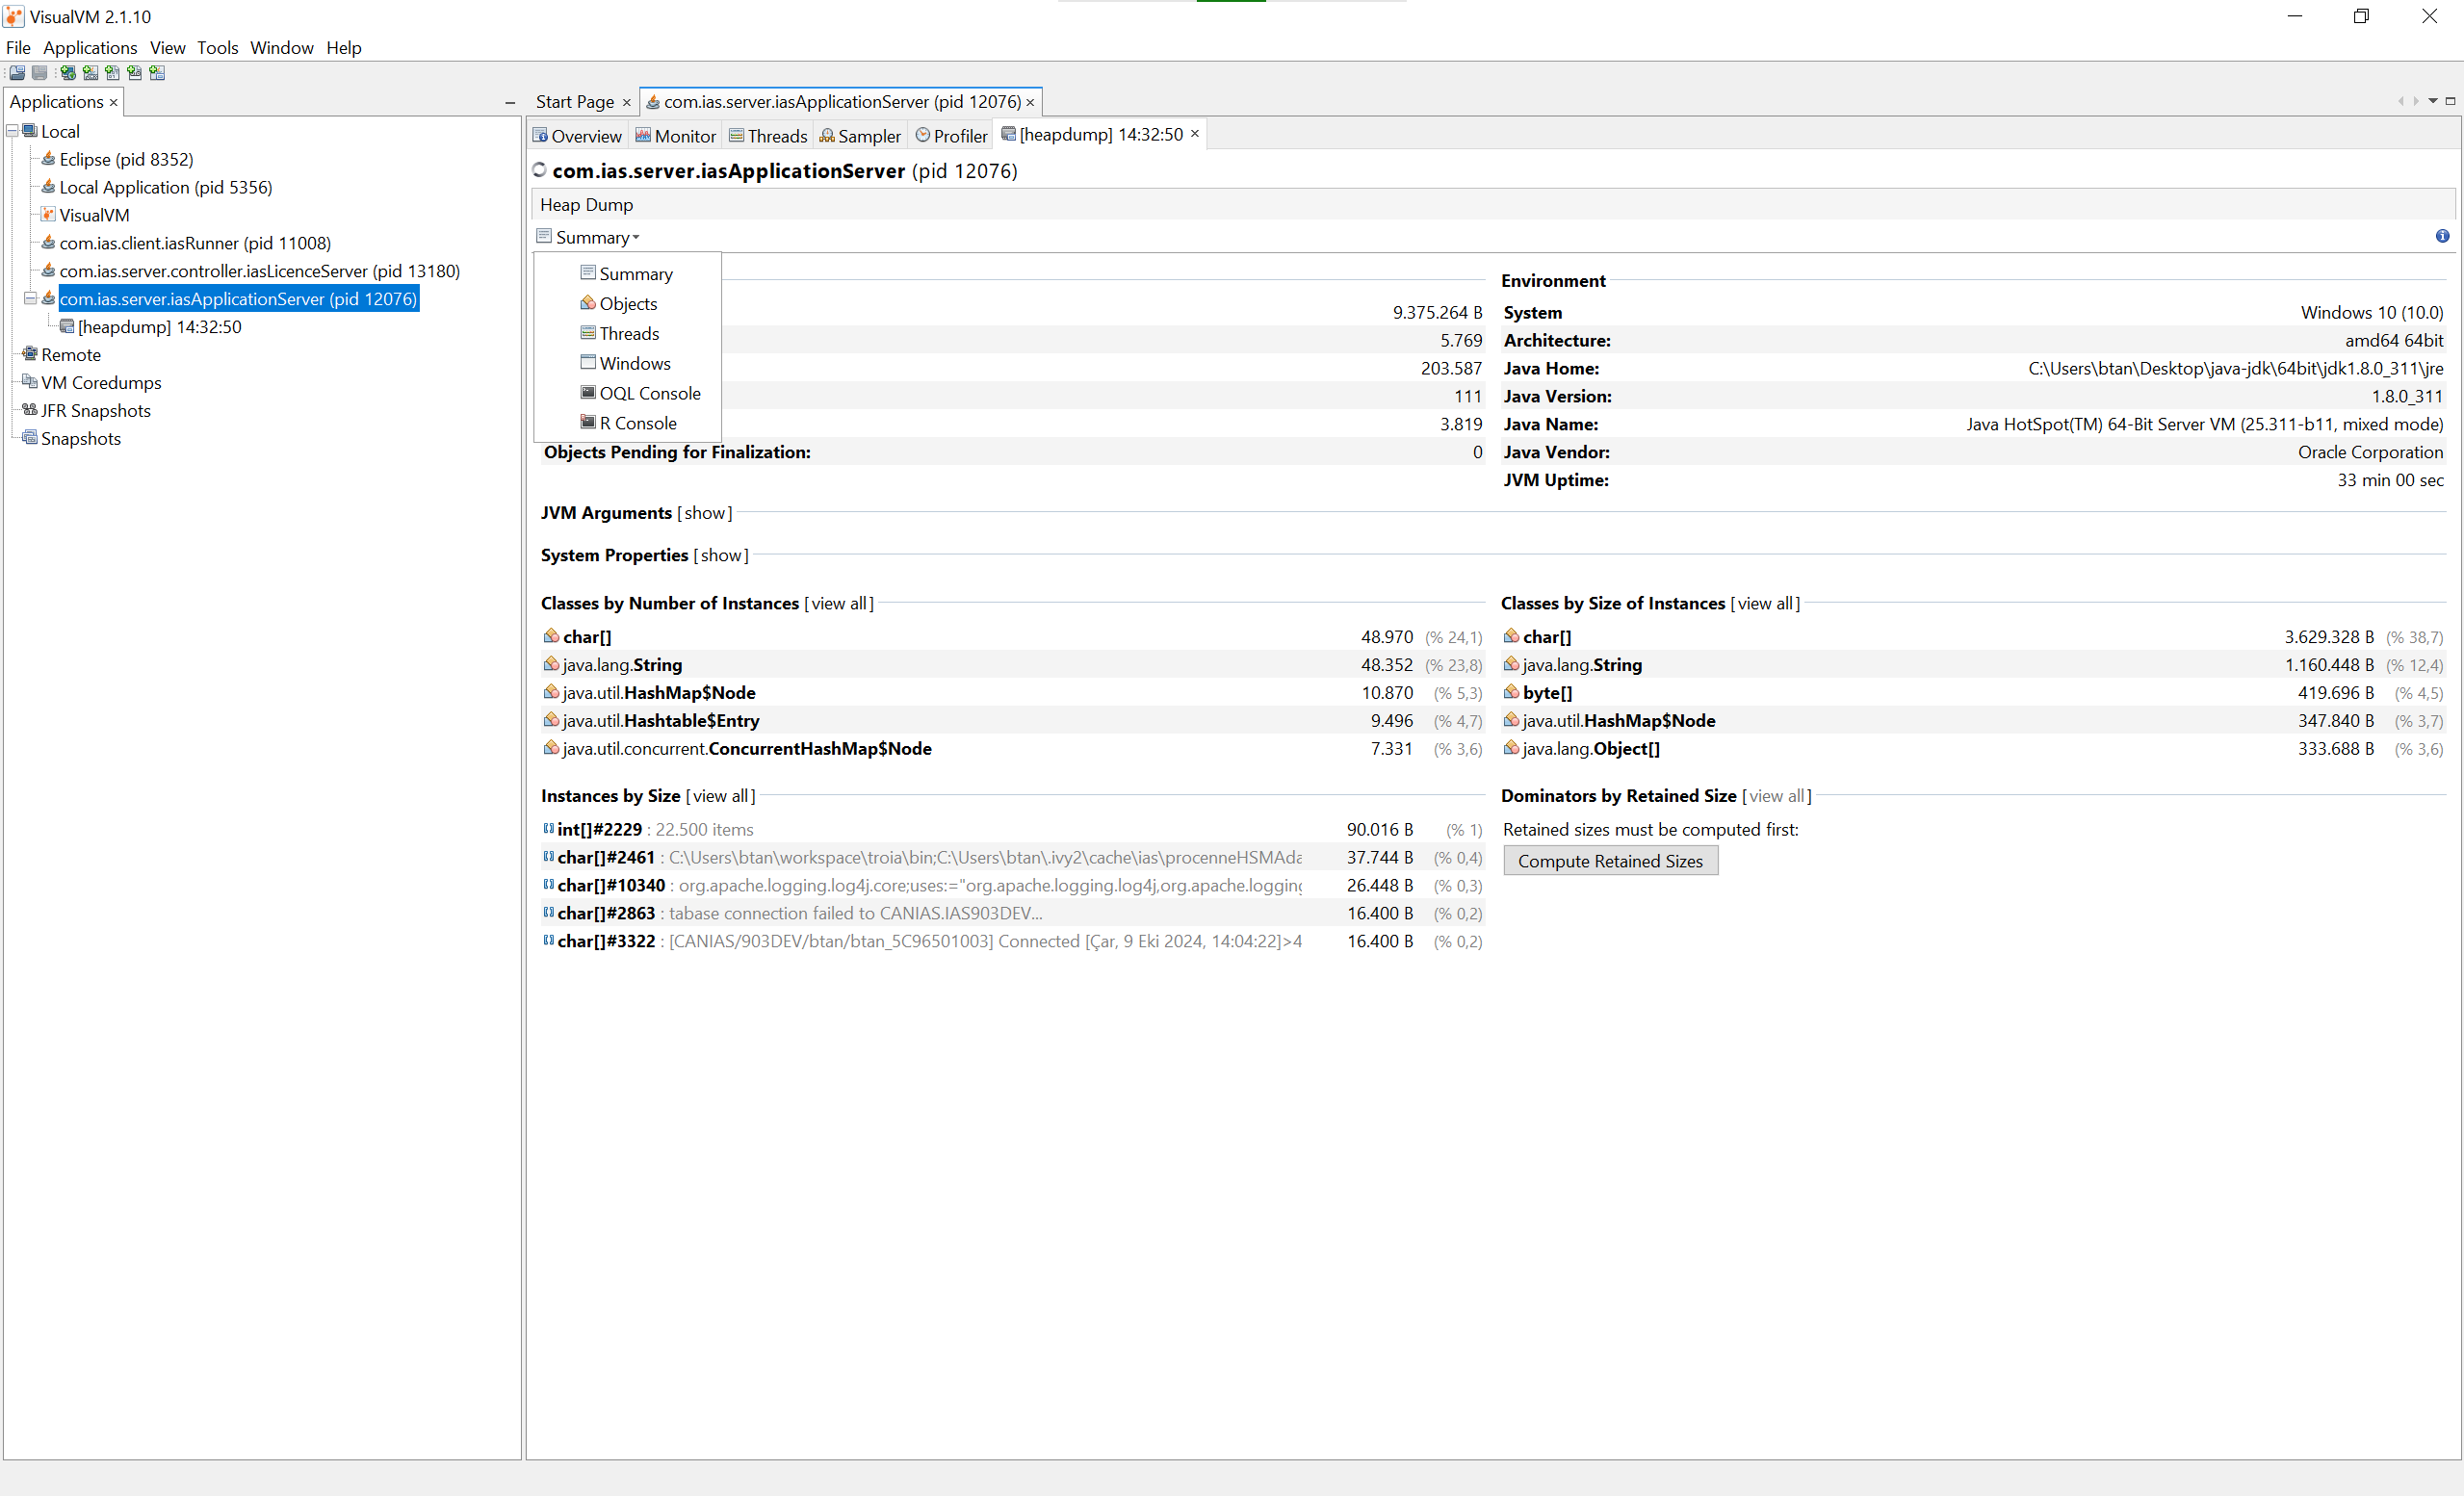 VisualVM 2.1.10
File Applications View Tools Window Help
Applications
Local
Eclipse (pid 8352)
Local Application (pid 5356)
VisualVM
com.ias.client.iasRunner (pid 11008)
com.ias.server.controller.iasLicenceServer (pid 13180)
com.ias.server.iasApplicationServer (pid 12076)
[heapdump] 14:32:50
Remote
VM Coredumps
JFR Snapshots
Snapshots
Start Page com.ias.server.iasApplicationServer (pid 12076)
Overview Monitor Threads Sampler Profiler [heapdump] 14:32:50
com.ias.server.iasApplicationServer (pid 12076)
Heap Dump
Summary
Summary
Objects
Threads
Windows
OQL Console
R Console
9.375.264 B
5.769
203.587
111
3.819
Objects Pending for Finalization: 0
Environment
System Windows 10 (10.0)
Architecture: amd64 64bit
Java Home: C:\Users\btan\Desktop\java-jdk\64bit\jdk1.8.0_311\jre
Java Version: 1.8.0_311
Java Name: Java HotSpot(TM) 64-Bit Server VM (25.311-b11, mixed mode)
Java Vendor: Oracle Corporation
JVM Uptime: 33 min 00 sec
JVM Arguments [show]
System Properties [show]
Classes by Number of Instances [view all]
char[] 48.970 (% 24,1)
java.lang.String 48.352 (% 23,8)
java.util.HashMap$Node 10.870 (% 5,3)
java.util.Hashtable$Entry 9.496 (% 4,7)
java.util.concurrent.ConcurrentHashMap$Node 7.331 (% 3,6)
Classes by Size of Instances [view all]
char[] 3.629.328 B (% 38,7)
java.lang.String 1.160.448 B (% 12,4)
byte[] 419.696 B (% 4,5)
java.util.HashMap$Node 347.840 B (% 3,7)
java.lang.Object[] 333.688 B (% 3,6)
Instances by Size [view all]
int[]#2229 : 22.500 items 90.016 B (% 1)
char[]#2461 : C:\Users\btan\workspace\troia\bin;C:\Users\btan\.ivy2\cache\ias\procenneHSMAda 37.744 B (% 0,4)
char[]#10340 : org.apache.logging.log4j.core;uses:="org.apache.logging.log4j,org.apache.logging 26.448 B (% 0,3)
char[]#2863 : tabase connection failed to CANIAS.IAS903DEV... 16.400 B (% 0,2)
char[]#3322 : [CANIAS/903DEV/btan/btan_5C96501003] Connected [Çar, 9 Eki 2024, 14:04:22]>4 16.400 B (% 0,2)
Dominators by Retained Size [view all]
Retained sizes must be computed first:
Compute Retained Sizes